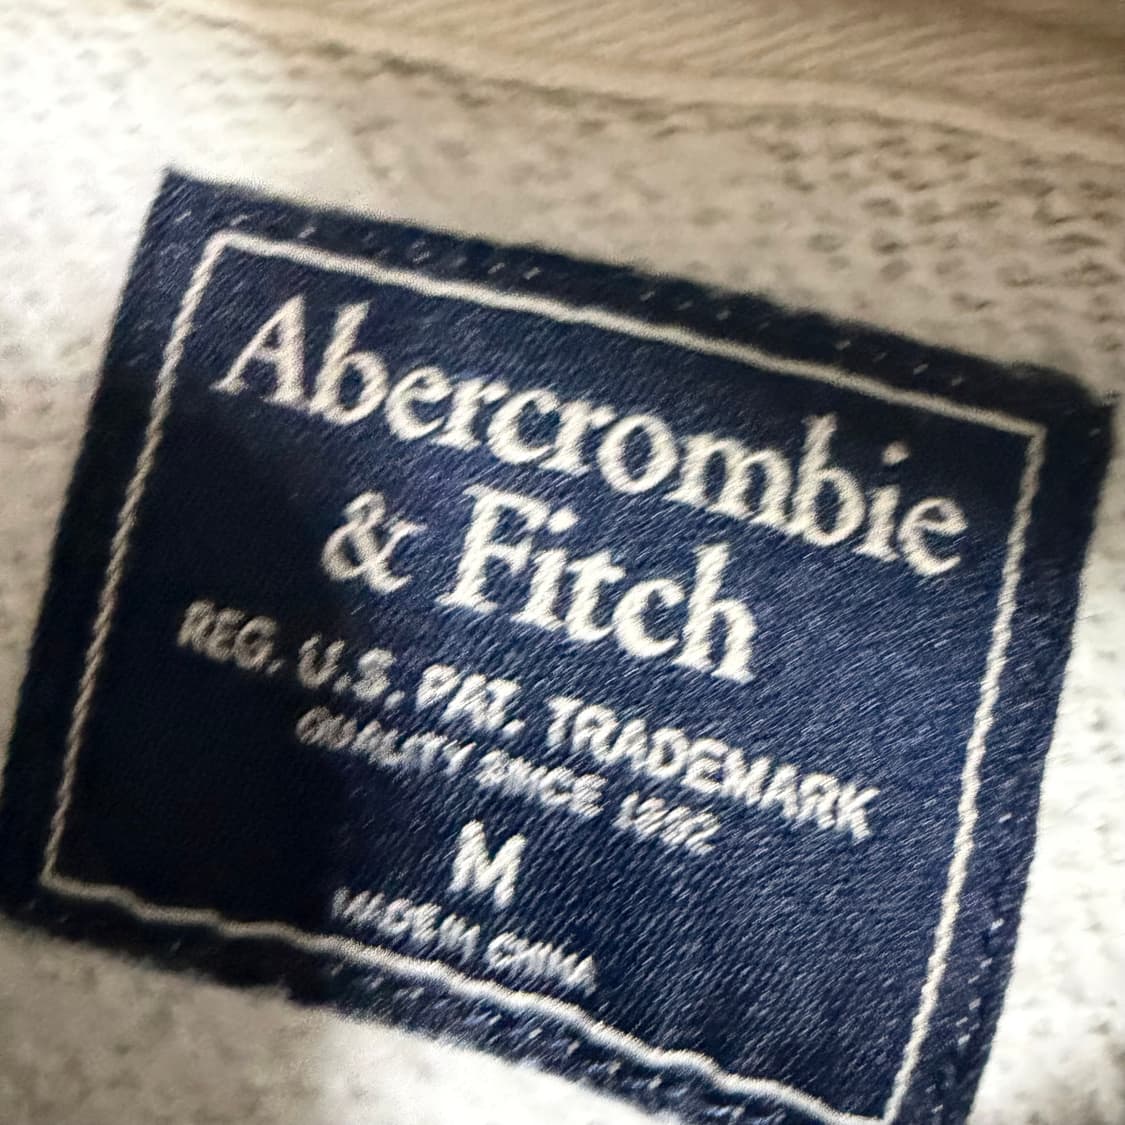 Abercrombie
& Fitch
REG. U.S. PAT. TRADEMARK
QUALITY SINCE 1892
M
MADE IN CHINA